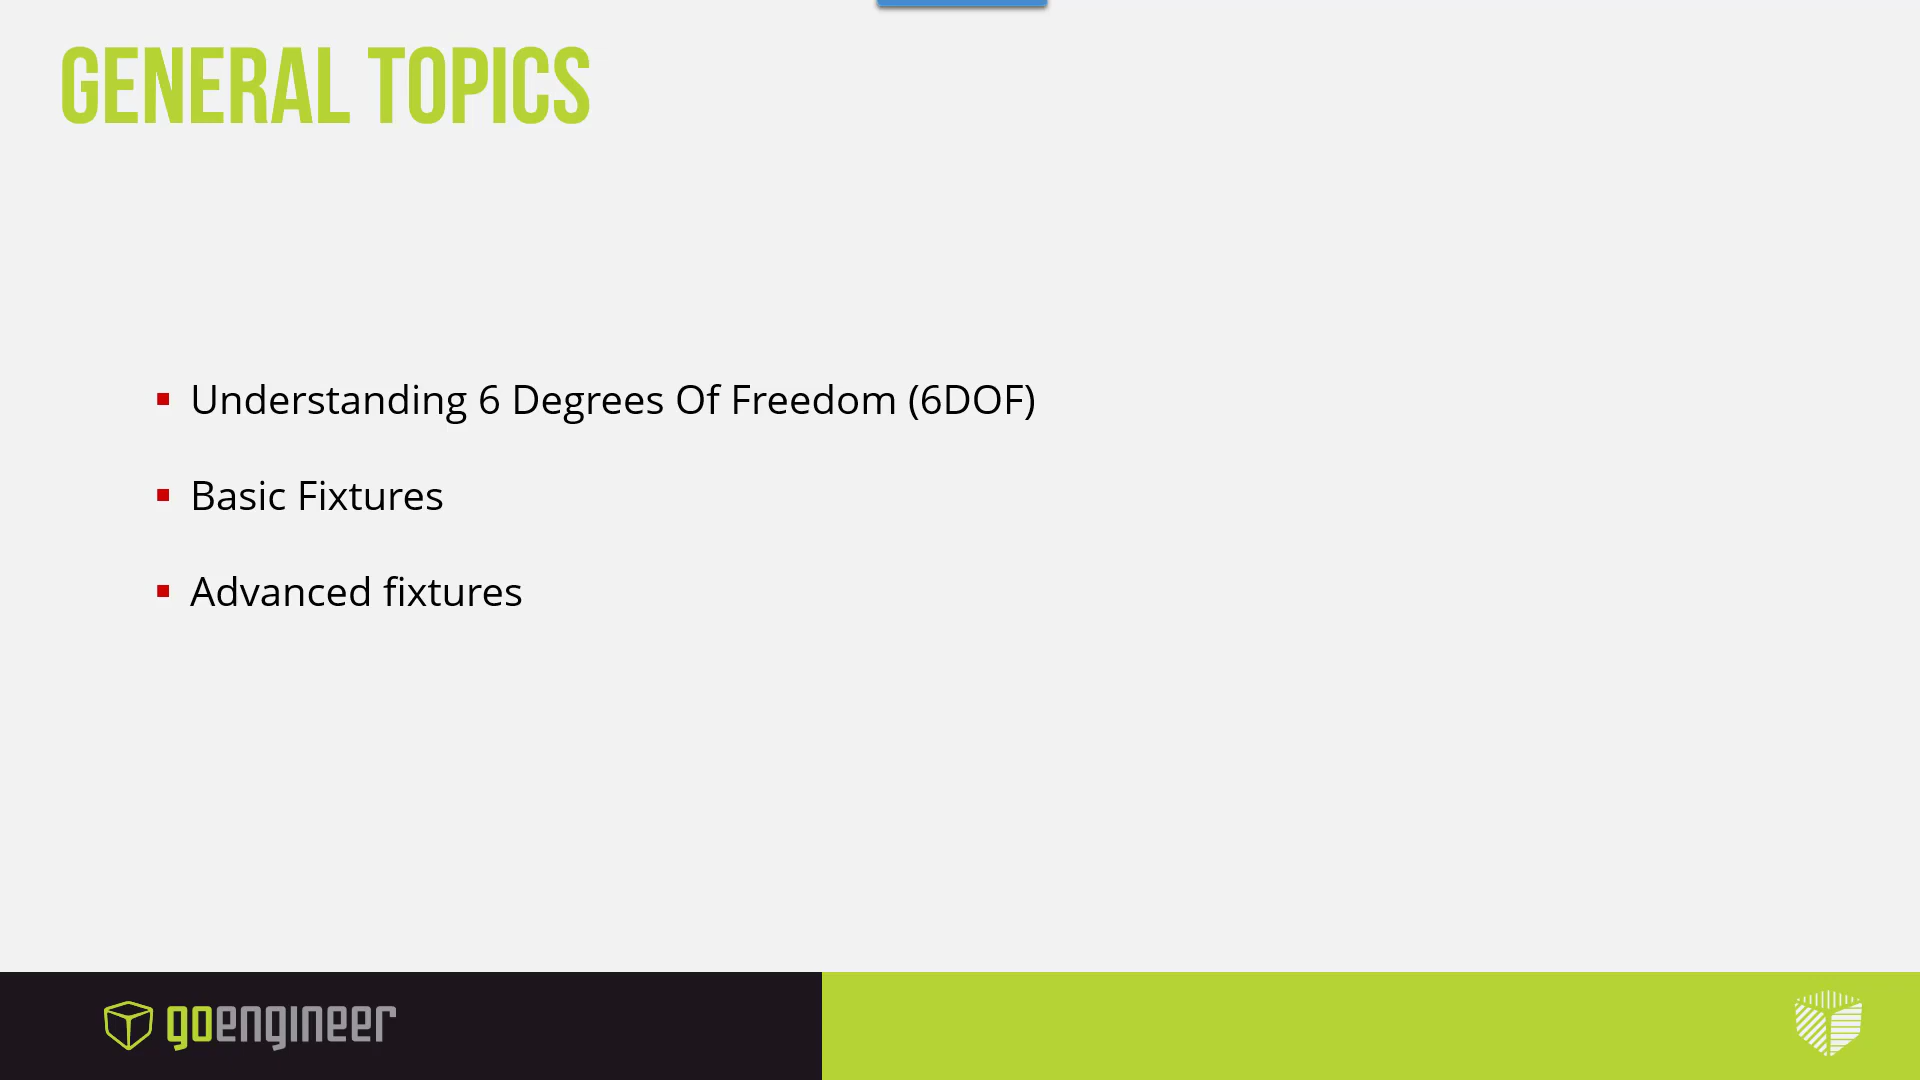 GENERAL TOPICS
Understanding 6 Degrees Of Freedom (6DOF)
Basic Fixtures
Advanced fixtures
goengineer